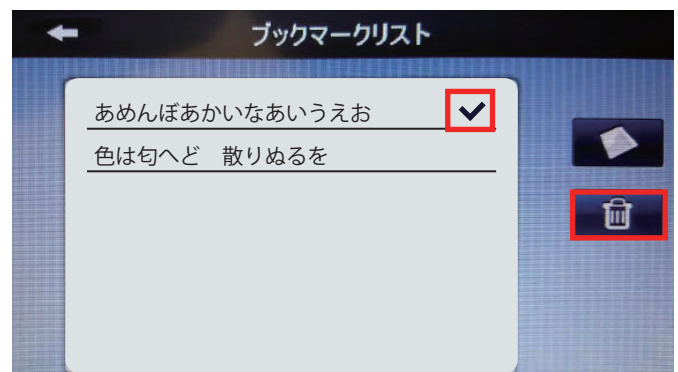 ブックマークリスト
あめんぼあかいなあいうえお
色は匂へど 散りぬるを